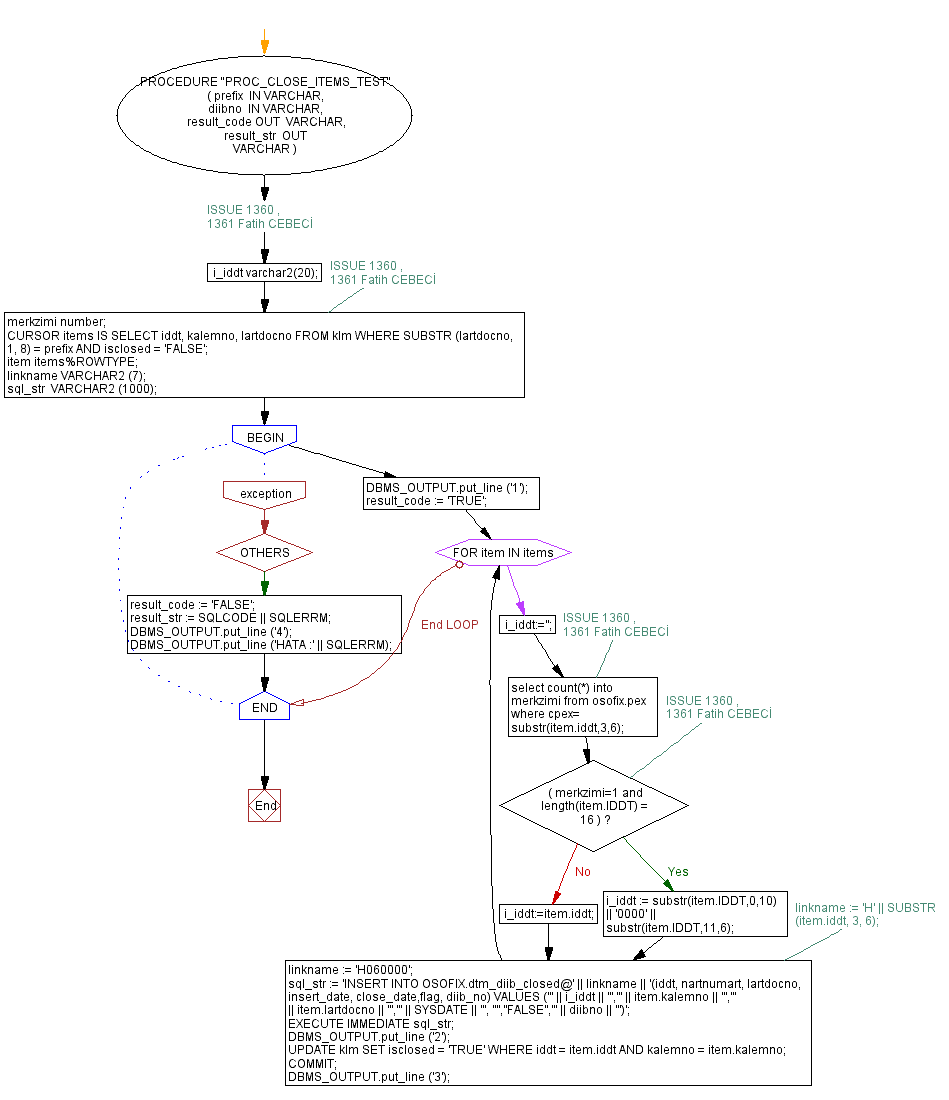 PROCEDURE "PROC_CLOSE_ITEMS_TEST"
( prefix IN VARCHAR,
diibno IN VARCHAR,
result_code OUT VARCHAR,
result_str OUT
VARCHAR )
ISSUE 1360 ,
1361 Fatih CEBECİ
i_iddt varchar2(20);
ISSUE 1360 ,
1361 Fatih CEBECİ
merkzimi number;
CURSOR items IS SELECT iddt, kalemno, lartdocno FROM klm WHERE SUBSTR (lartdocno,
1, 8) = prefix AND isclosed = 'FALSE';
item items%ROWTYPE;
linkname VARCHAR2 (7);
sql_str VARCHAR2 (1000);
BEGIN
exception
OTHERS
result_code := 'FALSE';
result_str := SQLCODE || SQLERRM;
DBMS_OUTPUT.put_line ('4');
DBMS_OUTPUT.put_line ('HATA :' || SQLERRM);
END
End
DBMS_OUTPUT.put_line ('1');
result_code := 'TRUE';
FOR item IN items
End LOOP
i_iddt:='';
ISSUE 1360 ,
1361 Fatih CEBECİ
select count(*) into
merkzimi from osofix.pex
where cpex=
substr(item.iddt,3,6);
ISSUE 1360 ,
1361 Fatih CEBECİ
( merkzimi=1 and
length(item.IDDT) =
16 ) ?
No
Yes
i_iddt:=item.iddt;
i_iddt := substr(item.IDDT,0,10)
|| '0000' ||
substr(item.IDDT,11,6);
linkname := 'H' || SUBSTR
(item.iddt, 3, 6);
linkname := 'H060000';
sql_str := 'INSERT INTO OSOFIX.dtm_diib_closed@' || linkname || '(iddt, nartnumart, lartdocno,
insert_date, close_date,flag, diib_no) VALUES (''' || i_iddt || ''',''' || item.kalemno || ''','''
|| item.lartdocno || ''',''' || SYSDATE || ''', '''',''FALSE'',''' || diibno || ''')';
EXECUTE IMMEDIATE sql_str;
DBMS_OUTPUT.put_line ('2');
UPDATE klm SET isclosed = 'TRUE' WHERE iddt = item.iddt AND kalemno = item.kalemno;
COMMIT;
DBMS_OUTPUT.put_line ('3');